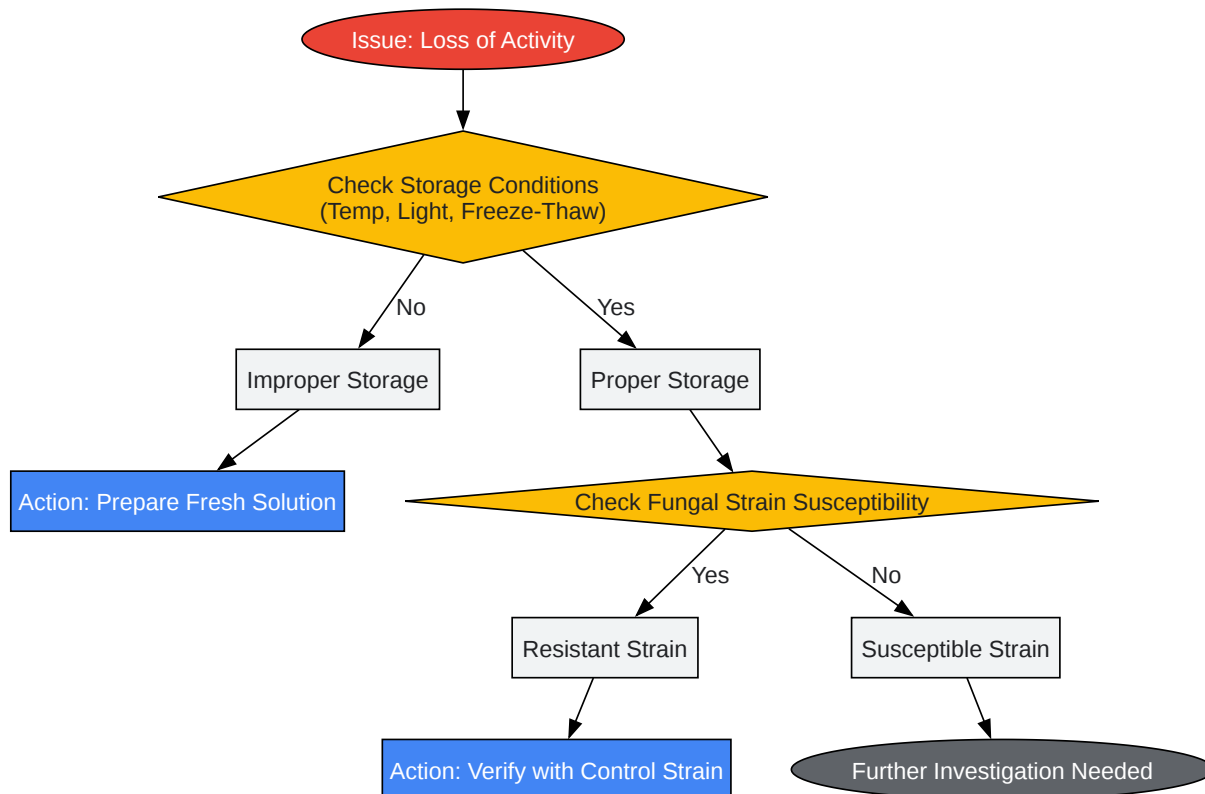 Issue: Loss of Activity
Check Storage Conditions
(Temp, Light, Freeze-Thaw)
No
Yes
Improper Storage
Proper Storage
Action: Prepare Fresh Solution
Check Fungal Strain Susceptibility
Yes
No
Resistant Strain
Susceptible Strain
Action: Verify with Control Strain
Further Investigation Needed